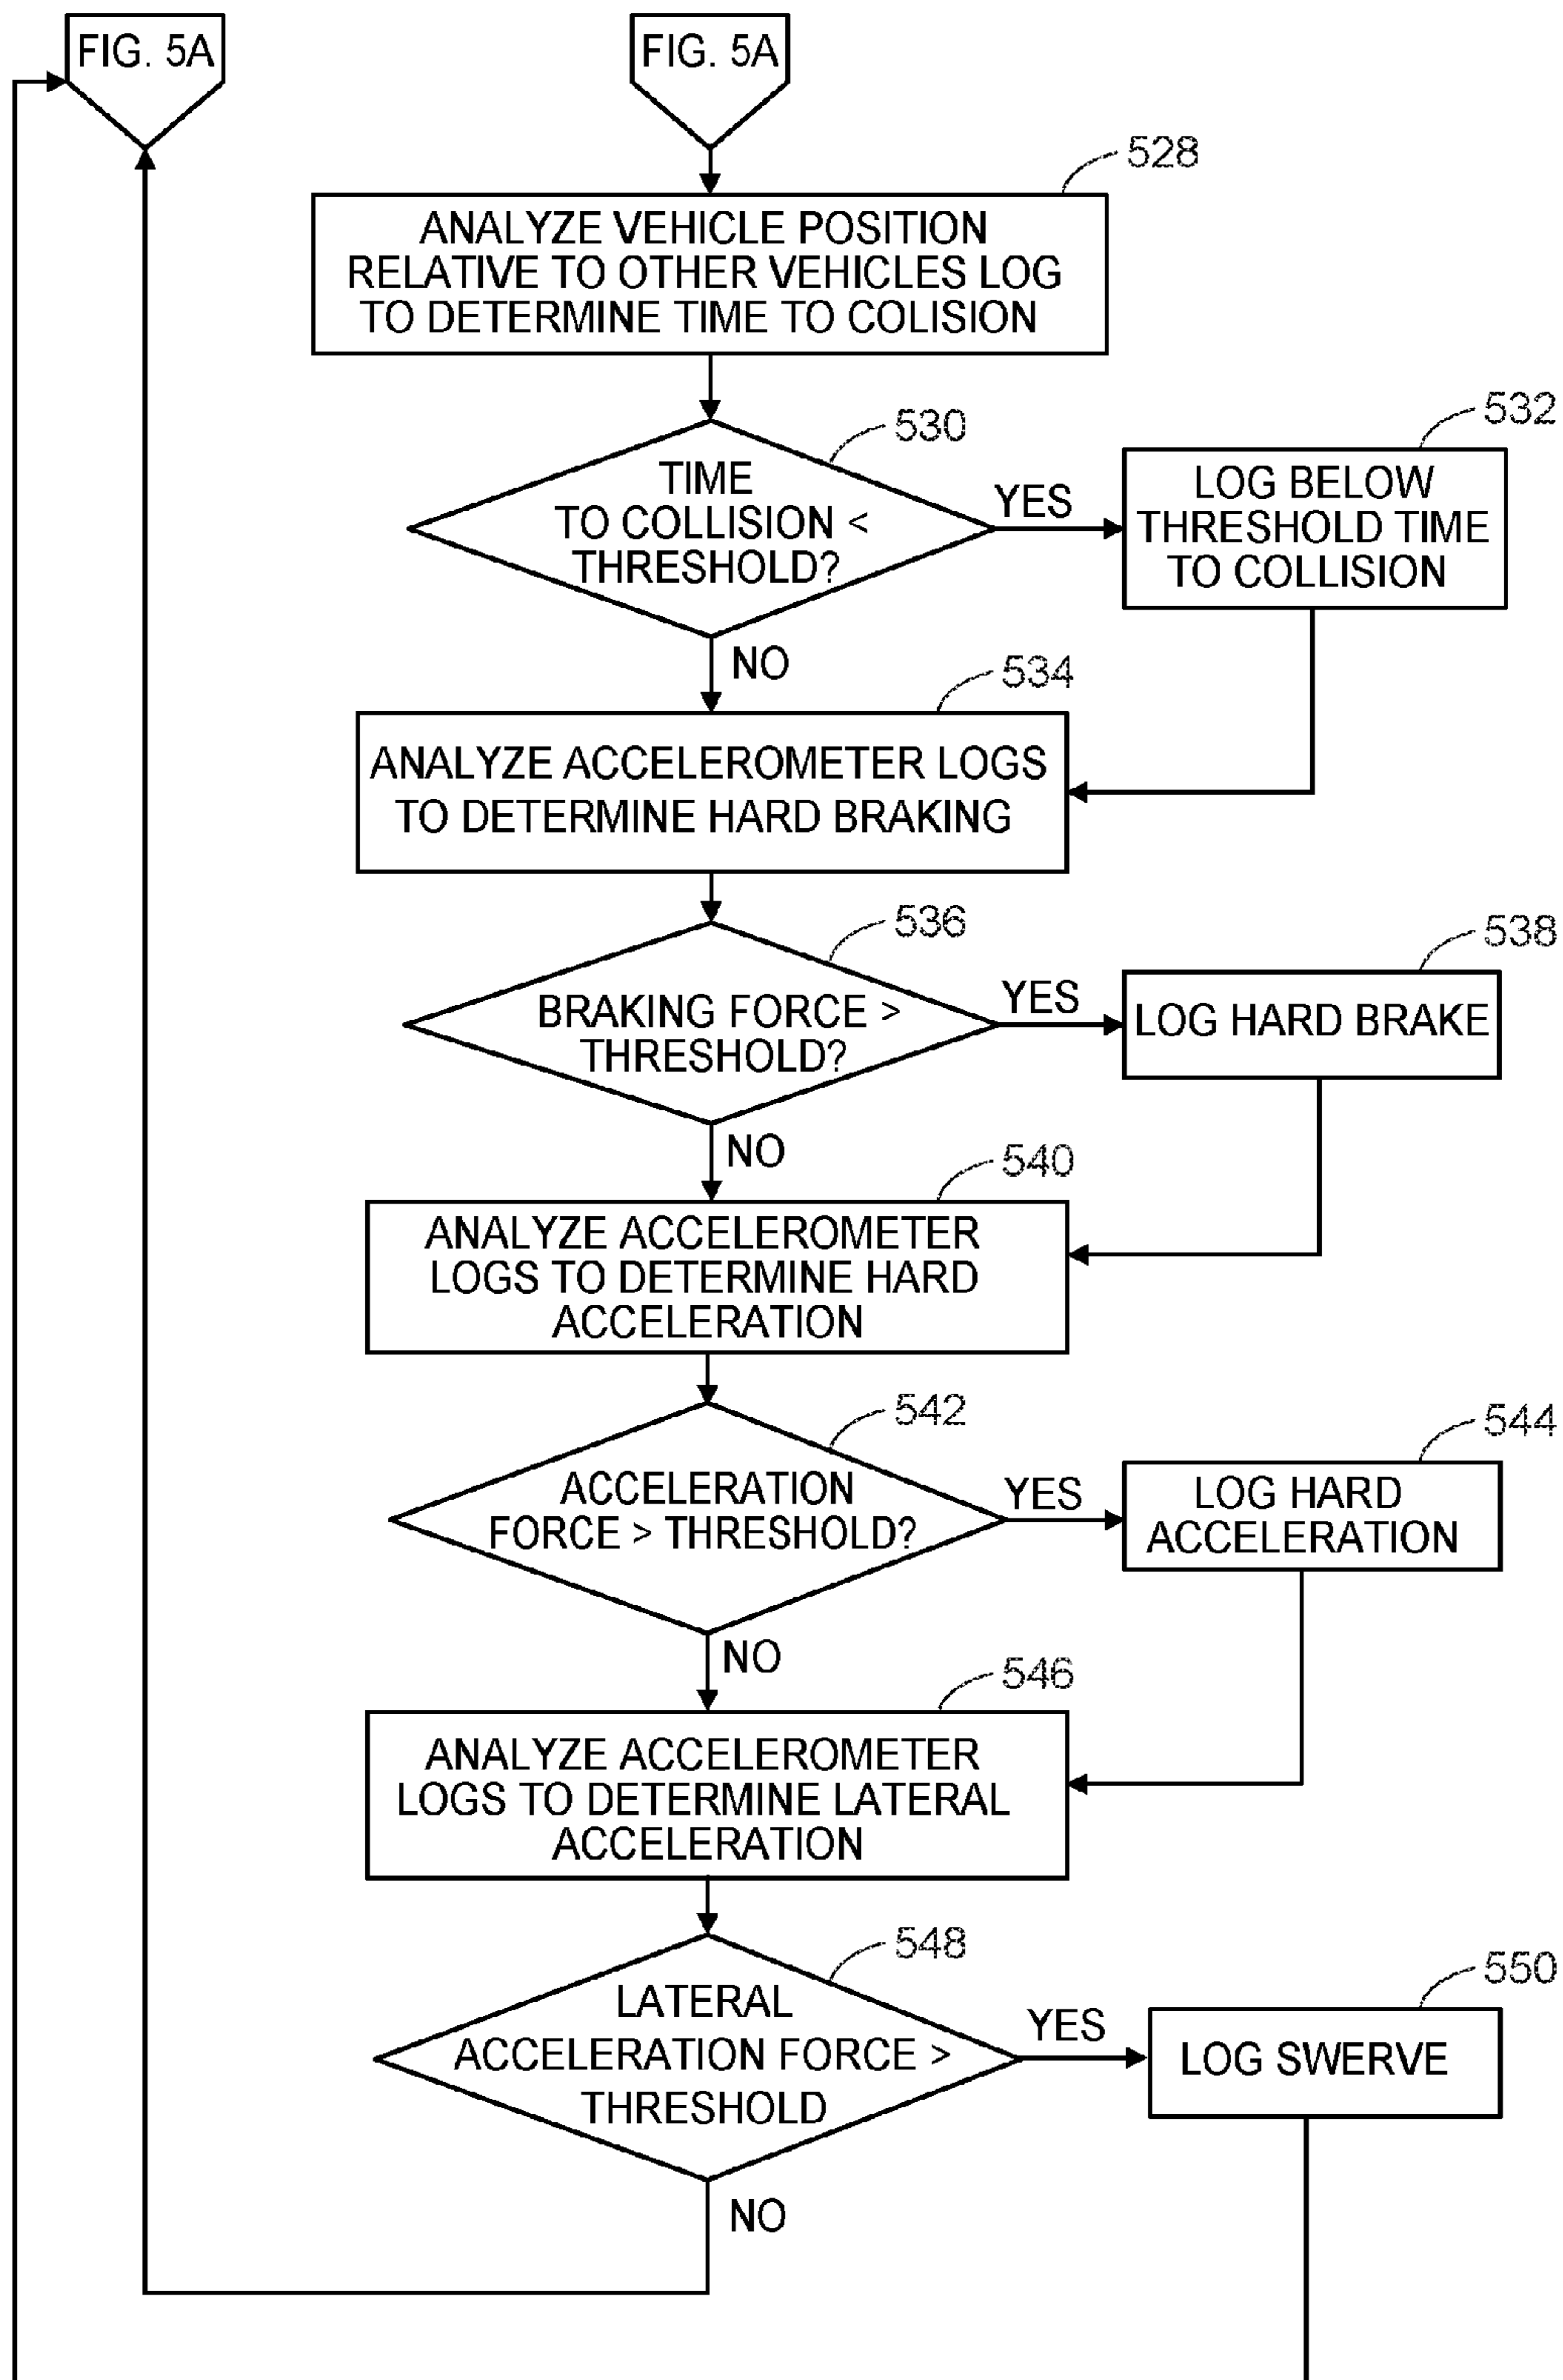 FIG. 5A
FIG. 5A
528
ANALYZE VEHICLE POSITION
RELATIVE TO OTHER VEHICLES LOG
TO DETERMINE TIME TO COLISION
530
TIME
TO COLLISION <
THRESHOLD?
YES
532
LOG BELOW
THRESHOLD TIME
TO COLLISION
NO
534
ANALYZE ACCELEROMETER LOGS
TO DETERMINE HARD BRAKING
536
BRAKING FORCE >
THRESHOLD?
YES
538
LOG HARD BRAKE
NO
540
ANALYZE ACCELEROMETER
LOGS TO DETERMINE HARD
ACCELERATION
542
ACCELERATION
FORCE > THRESHOLD?
YES
544
LOG HARD
ACCELERATION
NO
546
ANALYZE ACCELEROMETER
LOGS TO DETERMINE LATERAL
ACCELERATION
548
LATERAL
ACCELERATION FORCE >
THRESHOLD
YES
550
LOG SWERVE
NO